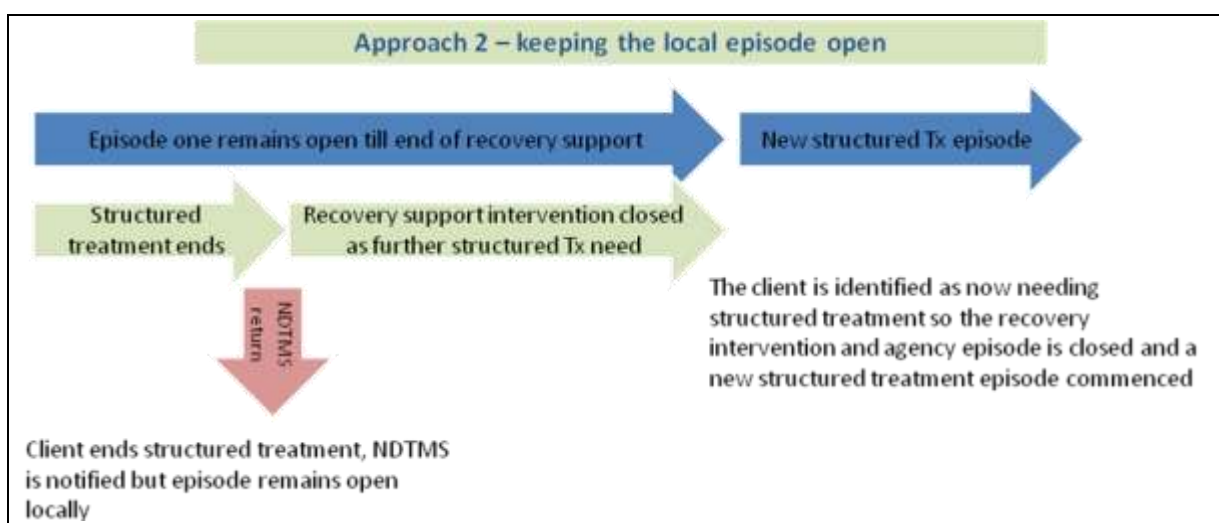 Approach 2 – keeping the local episode open
Episode one remains open till end of recovery support
New structured Tx episode
Structured
treatment ends
Recovery support intervention closed
as further structured Tx need
NDTMS
return
The client is identified as now needing
structured treatment so the recovery
intervention and agency episode is closed and a
new structured treatment episode commenced
Client ends structured treatment, NDTMS
is notified but episode remains open
locally